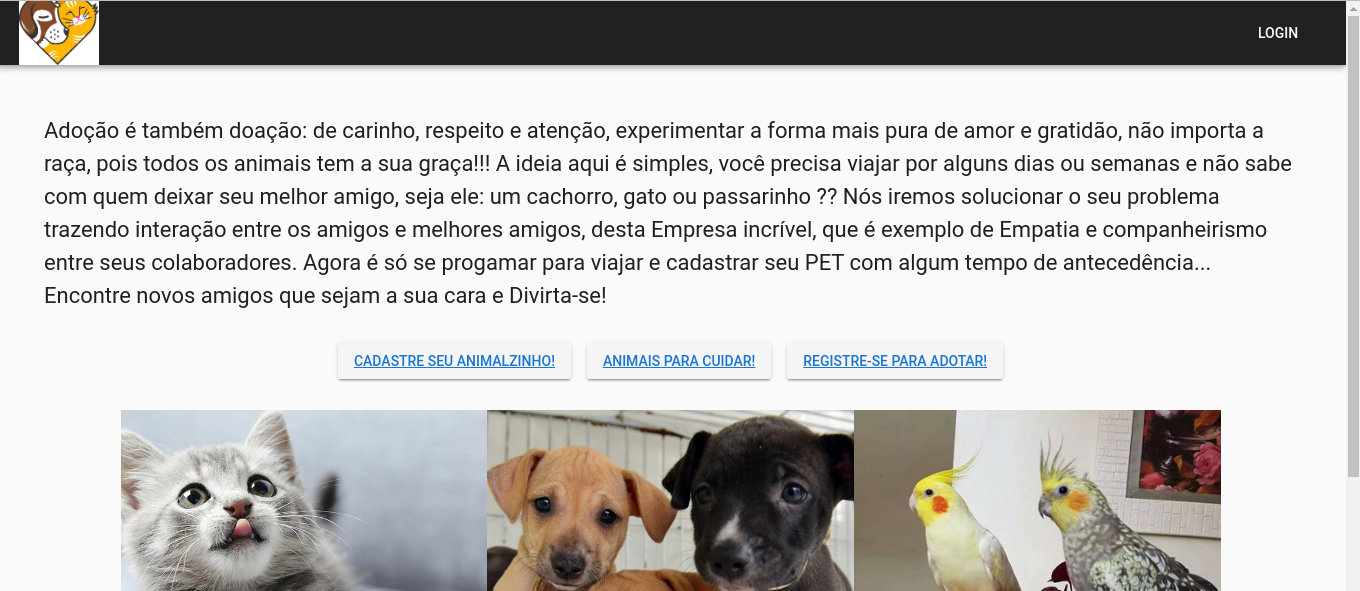 LOGIN
Adoção é também doação: de carinho, respeito e atenção, experimentar a forma mais pura de amor e gratidão, não importa a
raça, pois todos os animais tem a sua graça!!! A ideia aqui é simples, você precisa viajar por alguns dias ou semanas e não sabe
com quem deixar seu melhor amigo, seja ele: um cachorro, gato ou passarinho ?? Nós iremos solucionar o seu problema
trazendo interação entre os amigos e melhores amigos, desta Empresa incrível, que é exemplo de Empatia e companheirismo
entre seus colaboradores. Agora é só se progamar para viajar e cadastrar seu PET com algum tempo de antecedência...
Encontre novos amigos que sejam a sua cara e Divirta-se!
CADASTRE SEU ANIMALZINHO! ANIMAIS PARA CUIDAR! REGISTRE-SE PARA ADOTAR!